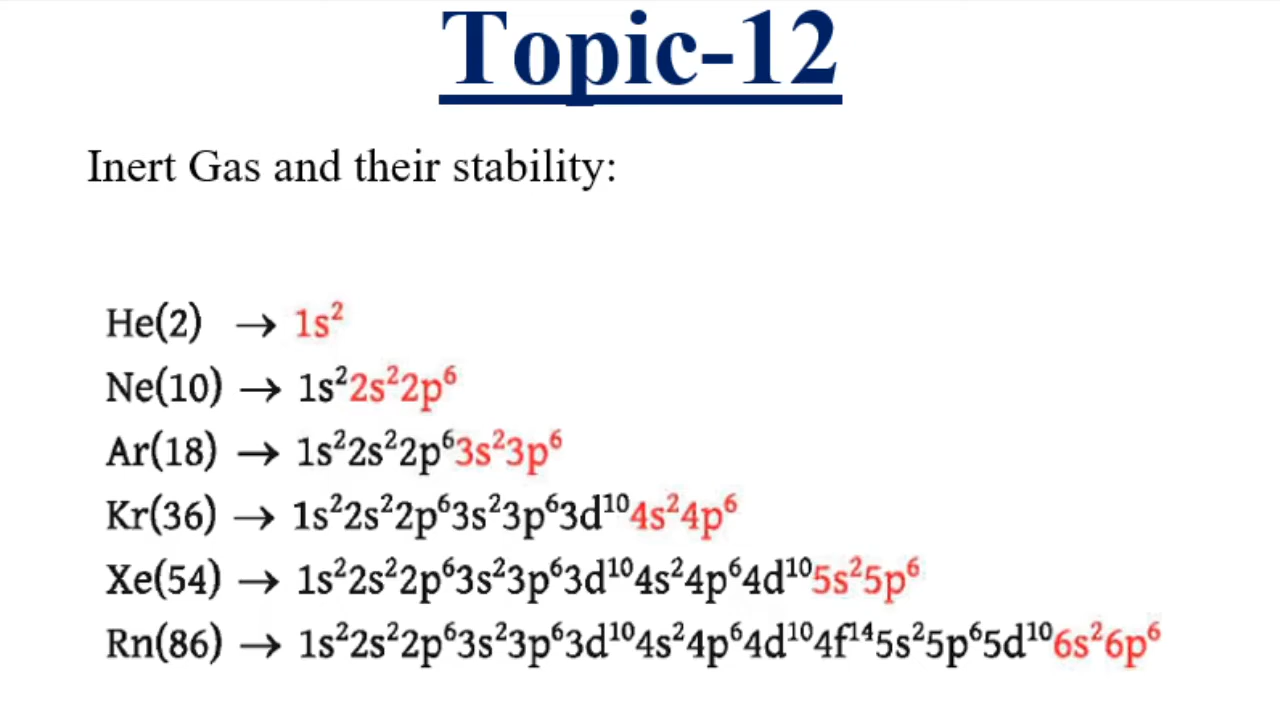 Topic-12
Inert Gas and their stability:
He(2) → 1s²
Ne(10) → 1s²2s²2p⁶
Ar(18) → 1s²2s²2p⁶3s²3p⁶
Kr(36) → 1s²2s²2p⁶3s²3p⁶3d¹⁰4s²4p⁶
Xe(54) → 1s²2s²2p⁶3s²3p⁶3d¹⁰4s²4p⁶4d¹⁰5s²5p⁶
Rn(86) → 1s²2s²2p⁶3s²3p⁶3d¹⁰4s²4p⁶4d¹⁰4f¹⁴5s²5p⁶5d¹⁰6s²6p⁶